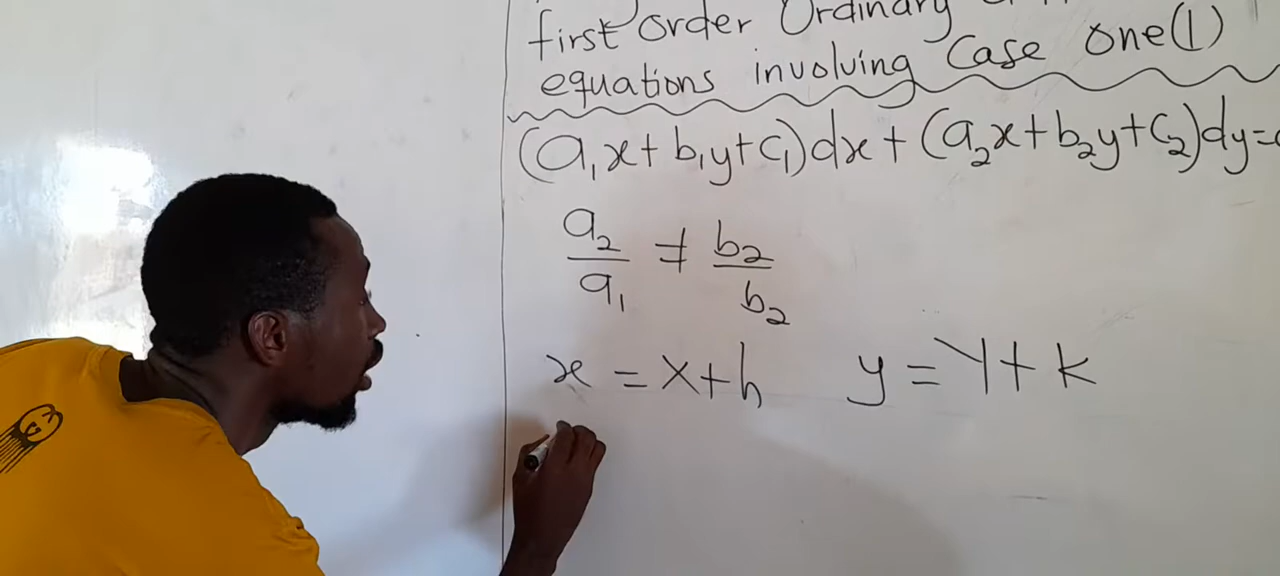 first order Ordinary
equations involving Case One(1)
(a₁x+b₁y+c₁)dx+(a₂x+b₂y+c₂)dy=
a₂/a₁ ≠ b₂/b₂
x = X+h y = Y+k